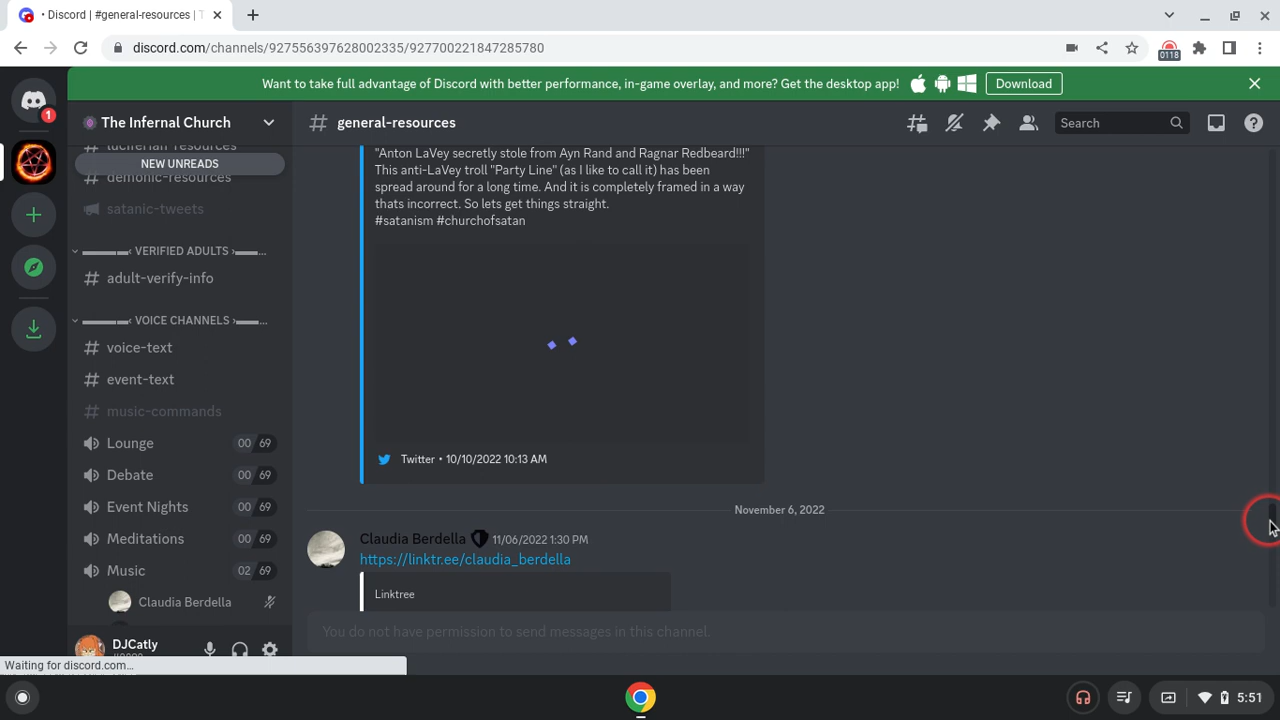 • Discord | #general-resources | T
discord.com/channels/927556397628002335/927700221847285780
0118
Want to take full advantage of Discord with better performance, in-game overlay, and more? Get the desktop app!
Download
1
The Infernal Church
luciferian resources
NEW UNREADS
demonic-resources
satanic-tweets
VERIFIED ADULTS
adult-verify-info
VOICE CHANNELS
voice-text
event-text
music-commands
Lounge 00 69
Debate 00 69
Event Nights 00 69
Meditations 00 69
Music 02 69
Claudia Berdella
DJCatly
general-resources
Search
"Anton LaVey secretly stole from Ayn Rand and Ragnar Redbeard!!!"
This anti-LaVey troll "Party Line" (as I like to call it) has been
spread around for a long time. And it is completely framed in a way
thats incorrect. So lets get things straight.
#satanism #churchofsatan
Twitter • 10/10/2022 10:13 AM
November 6, 2022
Claudia Berdella 11/06/2022 1:30 PM
https://linktr.ee/claudia_berdella
Linktree
You do not have permission to send messages in this channel.
Waiting for discord.com…
5:51